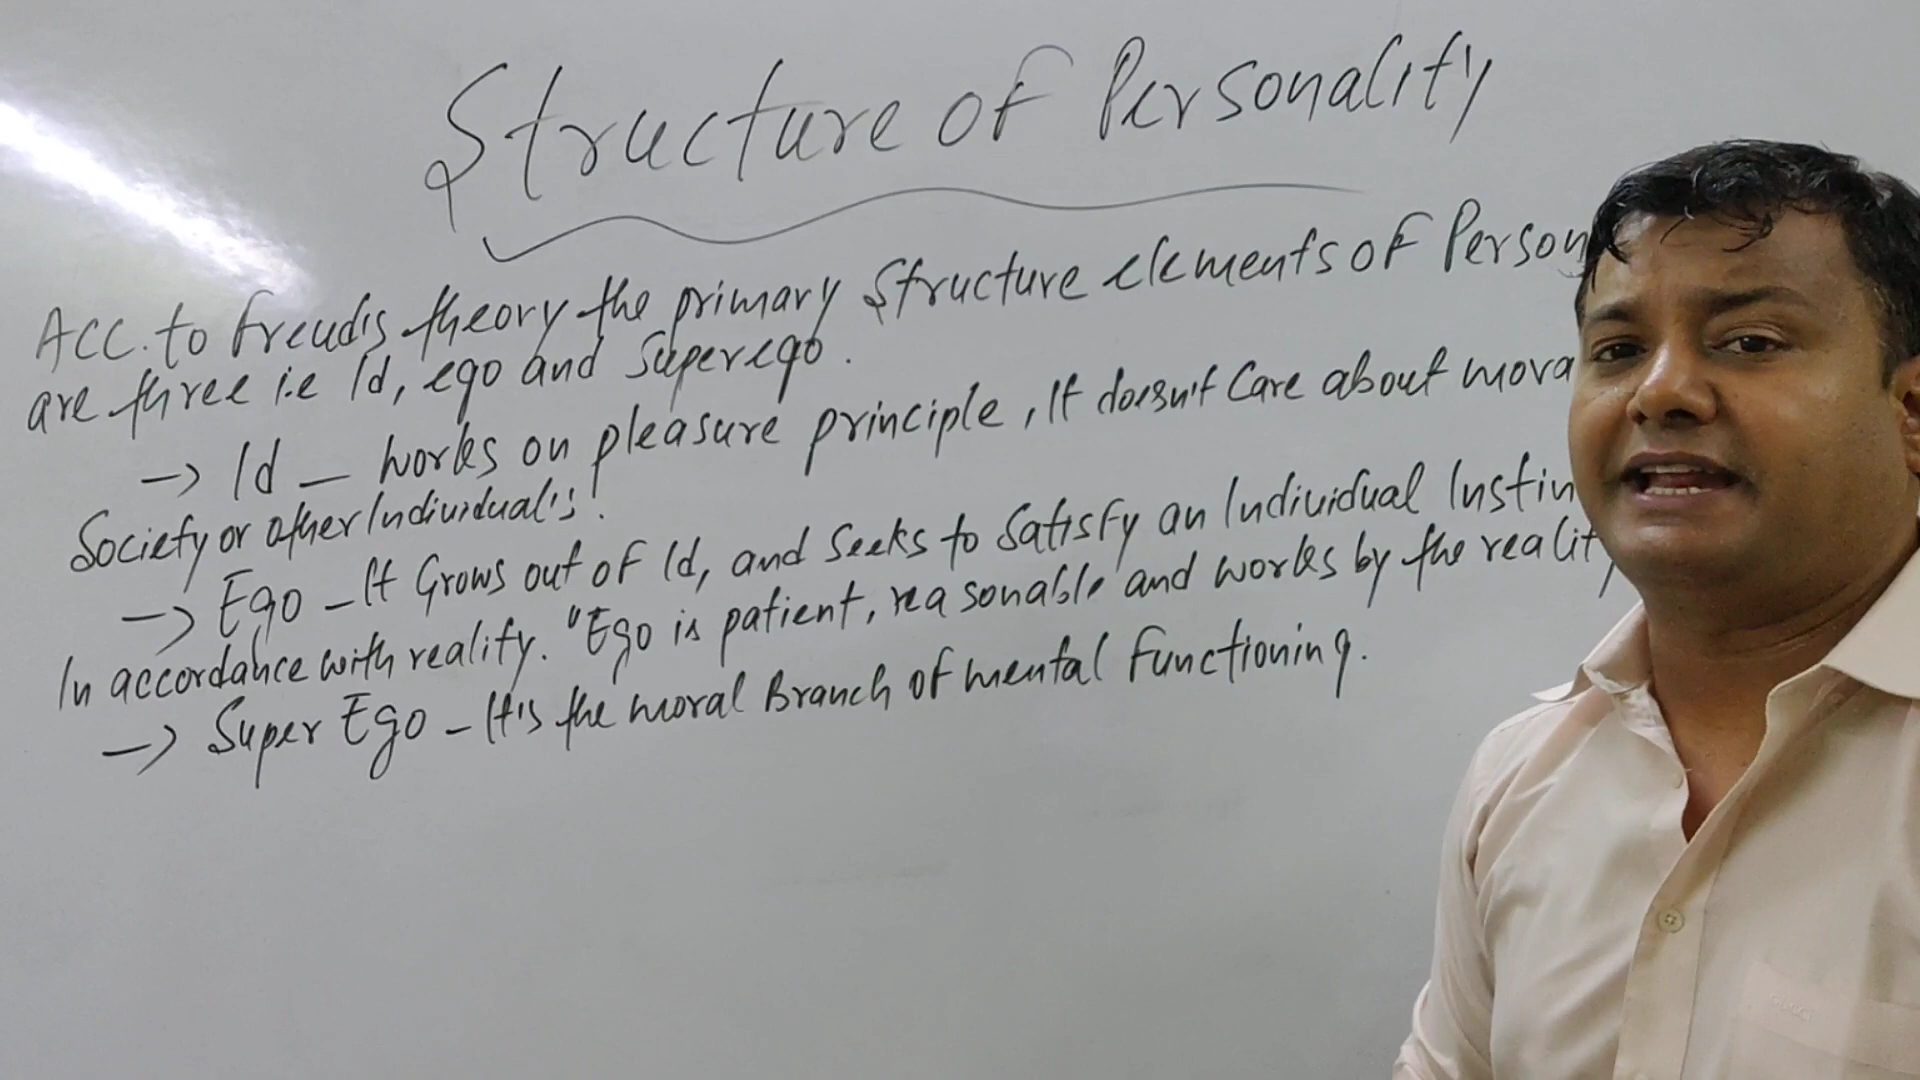 Structure of Personality
Acc. to Freud's theory the primary Structure elements of Person
are three i.e Id, ego and Superego.
→ Id – works on pleasure principle, It doesn't Care about mora
Society or other Individual's!
→ Ego – It Grows out of Id, and Seeks to Satisfy an Individual Instin
In accordance with reality. "Ego is patient, reasonable and works by the reality
→ Super Ego – It's the moral Branch of mental Functioning.
GUCCI